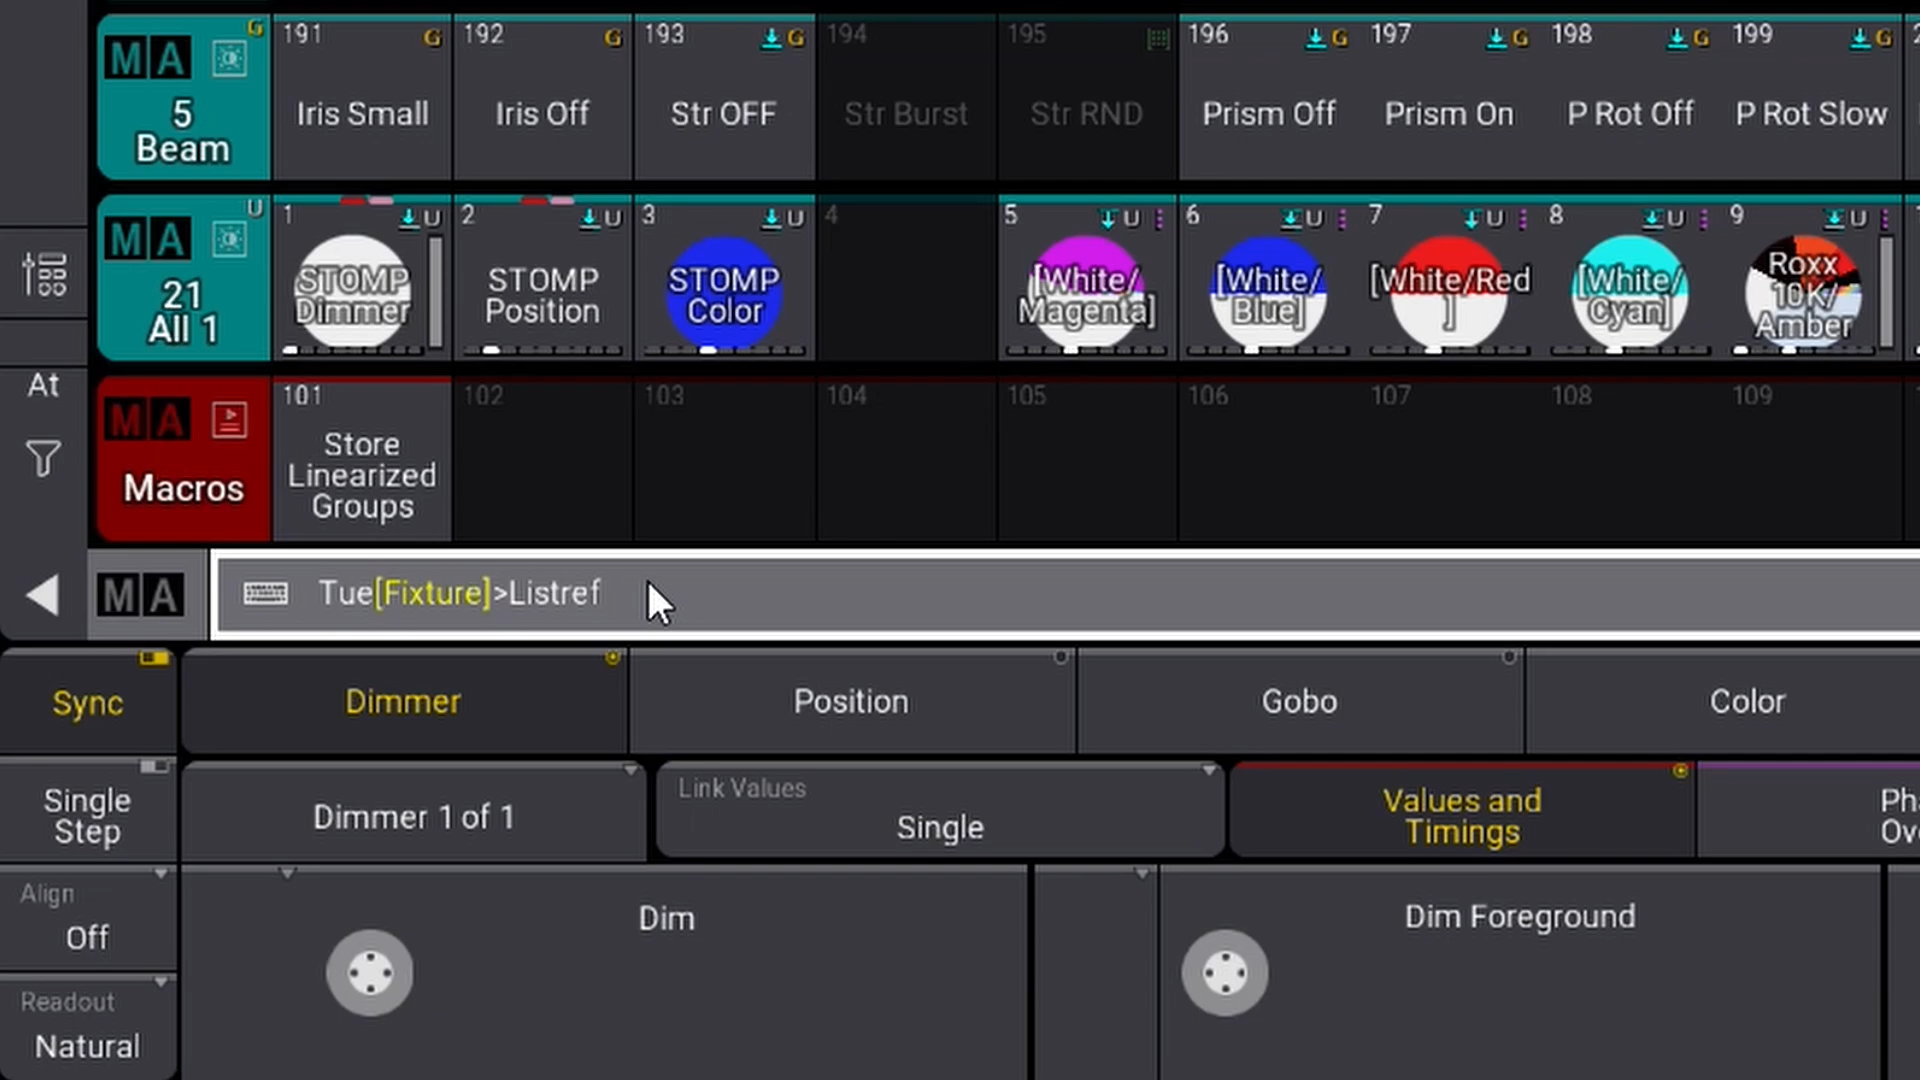 MA
G
5
Beam
191 G
Iris Small
192 G
Iris Off
193 G
Str OFF
194
Str Burst
195
Str RND
196 G
Prism Off
197 G
Prism On
198 G
P Rot Off
199 G
P Rot Slow
MA
U
21
All 1
1 U
STOMP
Dimmer
2 U
STOMP
Position
3 U
STOMP
Color
4
5 U
[White/
Magenta]
6 U
[White/
Blue]
7 U
[White/Red
]
8 U
[White/
Cyan]
9 U
Roxx
10K/
Amber
At
MA
Macros
101
Store
Linearized
Groups
102
103
104
105
106
107
108
109
MA
Tue[Fixture]>Listref
Sync
Dimmer
Position
Gobo
Color
Single
Step
Dimmer 1 of 1
Link Values
Single
Values and
Timings
Align
Off
Dim
Dim Foreground
Readout
Natural